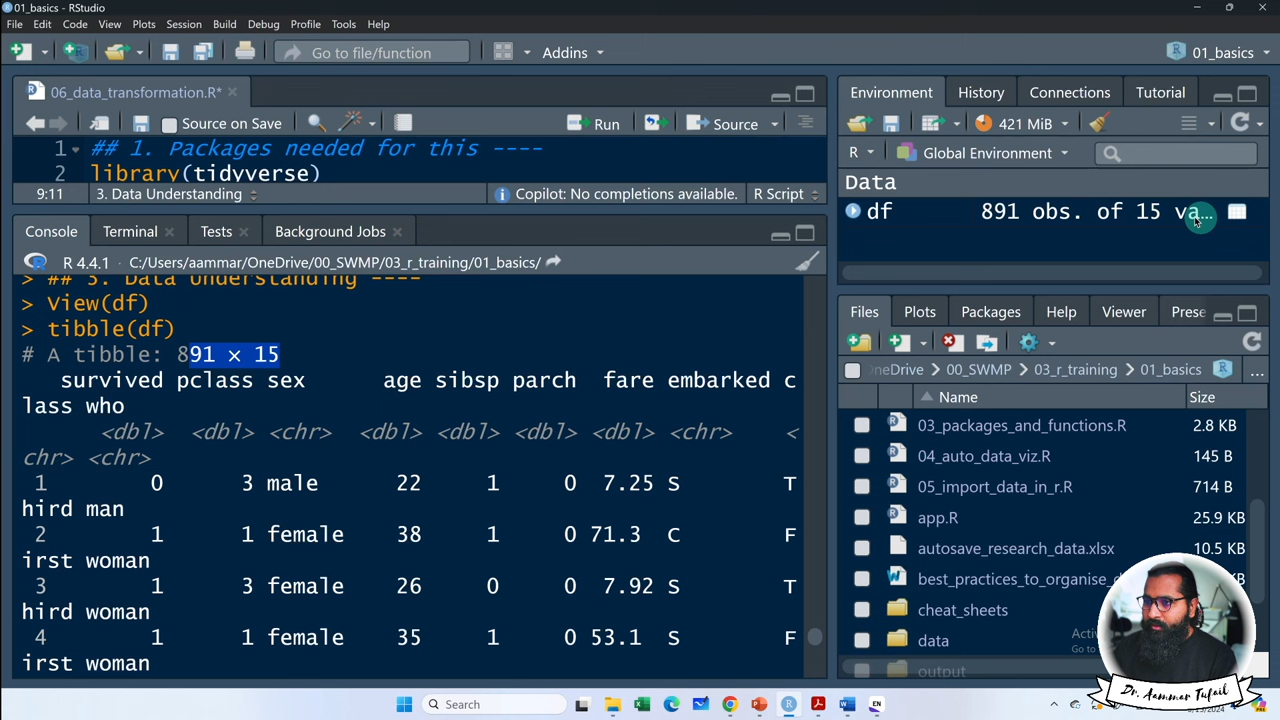 01_basics - RStudio
File Edit Code View Plots Session Build Debug Profile Tools Help
Go to file/function Addins 01_basics
06_data_transformation.R*
Source on Save Run Source
1 ## 1. Packages needed for this ----
2 library(tidyverse)
9:11 3. Data Understanding Copilot: No completions available. R Script
Console Terminal Tests Background Jobs
R 4.4.1 · C:/Users/aammar/OneDrive/00_SWMP/03_r_training/01_basics/
> ## 3. Data Understanding ----
> View(df)
> tibble(df)
# A tibble: 891 × 15
survived pclass sex age sibsp parch fare embarked c
lass who
<dbl> <dbl> <chr> <dbl> <dbl> <dbl> <dbl> <chr> <
chr> <chr>
1 0 3 male 22 1 0 7.25 S T
hird man
2 1 1 female 38 1 0 71.3 C F
irst woman
3 1 3 female 26 0 0 7.92 S T
hird woman
4 1 1 female 35 1 0 53.1 S F
irst woman
Environment History Connections Tutorial
421 MiB
R Global Environment
Data
df 891 obs. of 15 va...
Files Plots Packages Help Viewer Prese
OneDrive 00_SWMP 03_r_training 01_basics ...
Name Size
03_packages_and_functions.R 2.8 KB
04_auto_data_viz.R 145 B
05_import_data_in_r.R 714 B
app.R 25.9 KB
autosave_research_data.xlsx 10.5 KB
best_practices_to_organise_d
cheat_sheets
data
output
Dr. Aammar Tufail
Search
EN